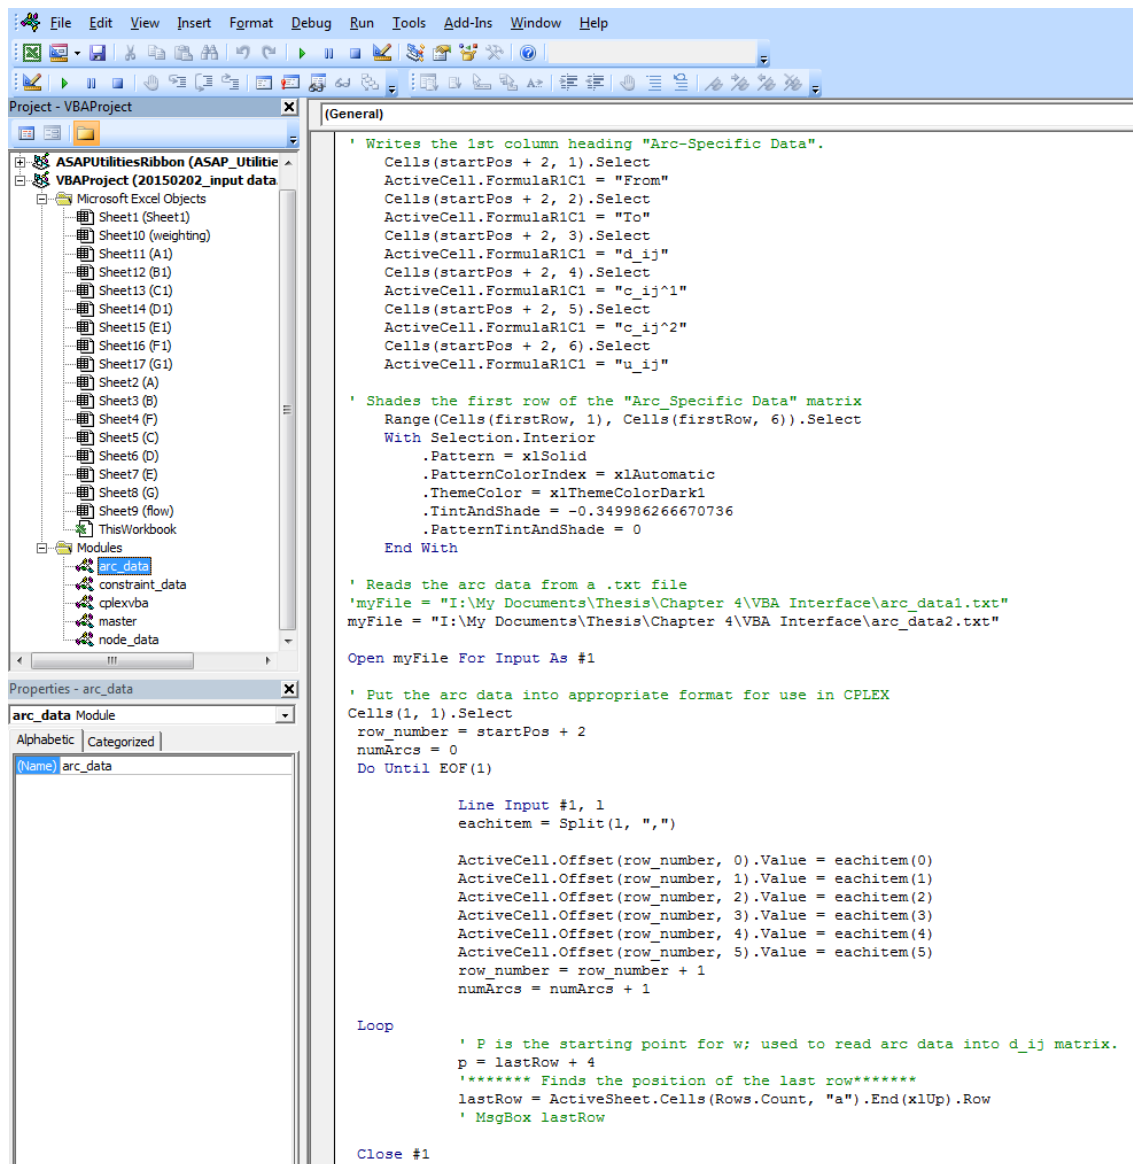 File Edit View Insert Format Debug Run Tools Add-Ins Window Help
Project - VBAProject
ASAPUtilitiesRibbon (ASAP_Utilitie
VBAProject (20150202_input data
Microsoft Excel Objects
Sheet1 (Sheet1)
Sheet10 (weighting)
Sheet11 (A1)
Sheet12 (B1)
Sheet13 (C1)
Sheet14 (D1)
Sheet15 (E1)
Sheet16 (F1)
Sheet17 (G1)
Sheet2 (A)
Sheet3 (B)
Sheet4 (F)
Sheet5 (C)
Sheet6 (D)
Sheet7 (E)
Sheet8 (G)
Sheet9 (flow)
ThisWorkbook
Modules
arc_data
constraint_data
cplexvba
master
node_data
Properties - arc_data
arc_data Module
Alphabetic Categorized
(Name) arc_data
(General)
' Writes the 1st column heading "Arc-Specific Data".
Cells(startPos + 2, 1).Select
ActiveCell.FormulaR1C1 = "From"
Cells(startPos + 2, 2).Select
ActiveCell.FormulaR1C1 = "To"
Cells(startPos + 2, 3).Select
ActiveCell.FormulaR1C1 = "d_ij"
Cells(startPos + 2, 4).Select
ActiveCell.FormulaR1C1 = "c_ij^1"
Cells(startPos + 2, 5).Select
ActiveCell.FormulaR1C1 = "c_ij^2"
Cells(startPos + 2, 6).Select
ActiveCell.FormulaR1C1 = "u_ij"
' Shades the first row of the "Arc_Specific Data" matrix
Range(Cells(firstRow, 1), Cells(firstRow, 6)).Select
With Selection.Interior
.Pattern = xlSolid
.PatternColorIndex = xlAutomatic
.ThemeColor = xlThemeColorDark1
.TintAndShade = -0.349986266670736
.PatternTintAndShade = 0
End With
' Reads the arc data from a .txt file
'myFile = "I:\My Documents\Thesis\Chapter 4\VBA Interface\arc_data1.txt"
myFile = "I:\My Documents\Thesis\Chapter 4\VBA Interface\arc_data2.txt"
Open myFile For Input As #1
' Put the arc data into appropriate format for use in CPLEX
Cells(1, 1).Select
row_number = startPos + 2
numArcs = 0
Do Until EOF(1)
Line Input #1, l
eachitem = Split(l, ",")
ActiveCell.Offset(row_number, 0).Value = eachitem(0)
ActiveCell.Offset(row_number, 1).Value = eachitem(1)
ActiveCell.Offset(row_number, 2).Value = eachitem(2)
ActiveCell.Offset(row_number, 3).Value = eachitem(3)
ActiveCell.Offset(row_number, 4).Value = eachitem(4)
ActiveCell.Offset(row_number, 5).Value = eachitem(5)
row_number = row_number + 1
numArcs = numArcs + 1
Loop
' P is the starting point for w; used to read arc data into d_ij matrix.
p = lastRow + 4
'******* Finds the position of the last row*******
lastRow = ActiveSheet.Cells(Rows.Count, "a").End(xlUp).Row
' MsgBox lastRow
Close #1